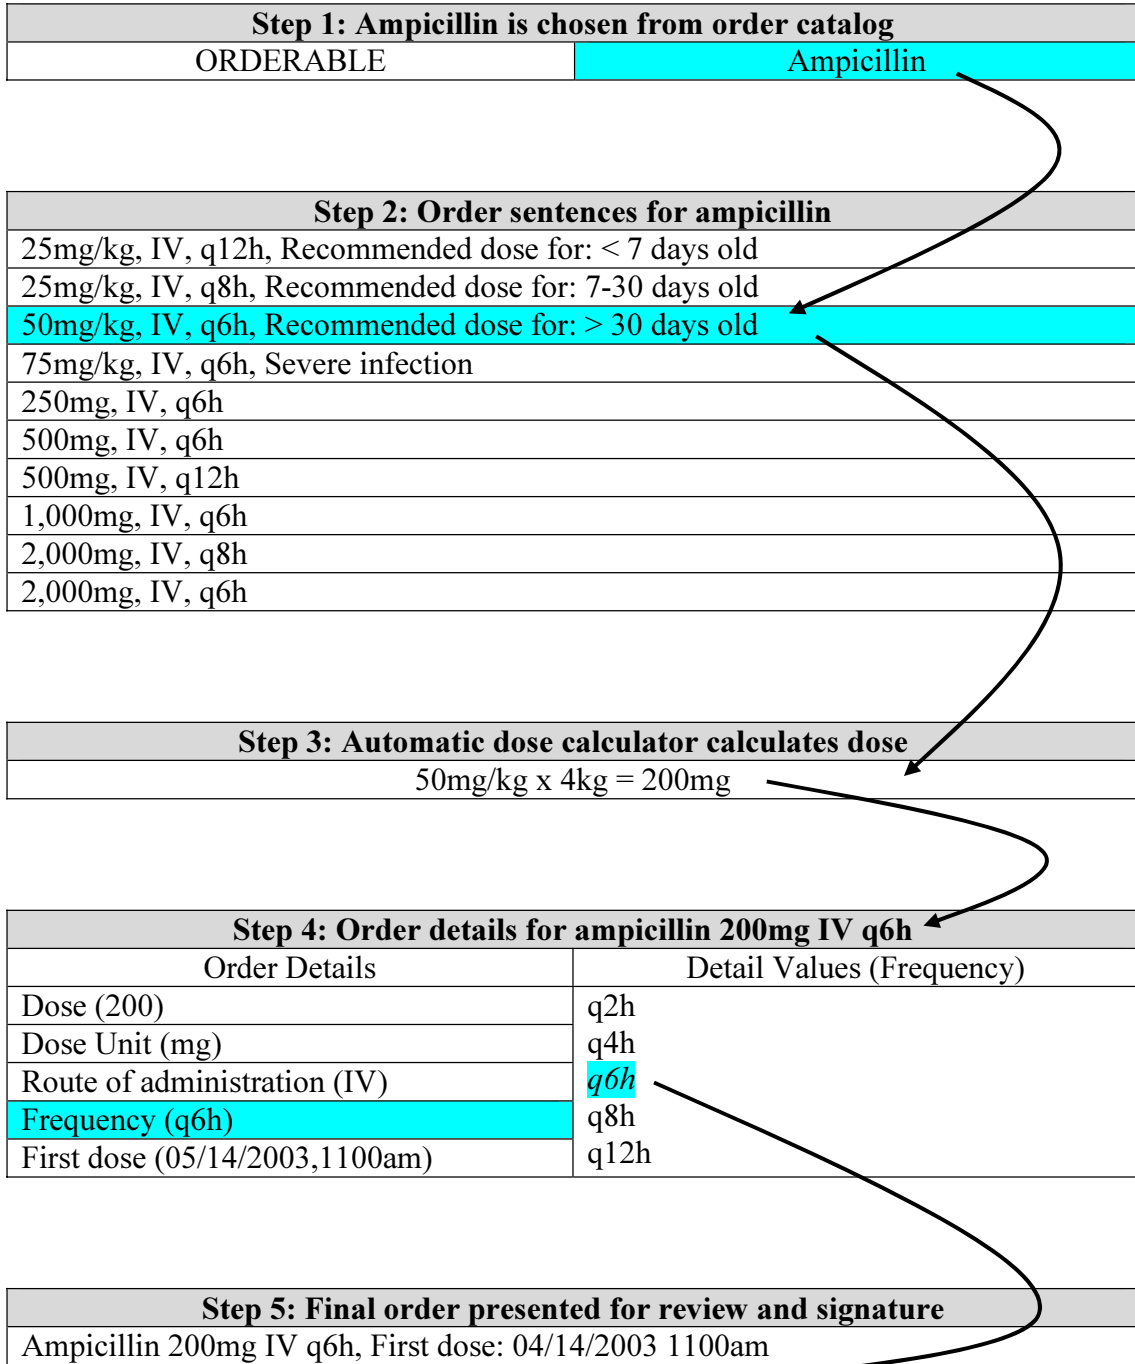 Step 1: Ampicillin is chosen from order catalog
ORDERABLE Ampicillin
Step 2: Order sentences for ampicillin
25mg/kg, IV, q12h, Recommended dose for: < 7 days old
25mg/kg, IV, q8h, Recommended dose for: 7-30 days old
50mg/kg, IV, q6h, Recommended dose for: > 30 days old
75mg/kg, IV, q6h, Severe infection
250mg, IV, q6h
500mg, IV, q6h
500mg, IV, q12h
1,000mg, IV, q6h
2,000mg, IV, q8h
2,000mg, IV, q6h
Step 3: Automatic dose calculator calculates dose
50mg/kg x 4kg = 200mg
Step 4: Order details for ampicillin 200mg IV q6h
Order Details Detail Values (Frequency)
Dose (200) q2h
Dose Unit (mg) q4h
Route of administration (IV) q6h
Frequency (q6h) q8h
First dose (05/14/2003,1100am) q12h
Step 5: Final order presented for review and signature
Ampicillin 200mg IV q6h, First dose: 04/14/2003 1100am